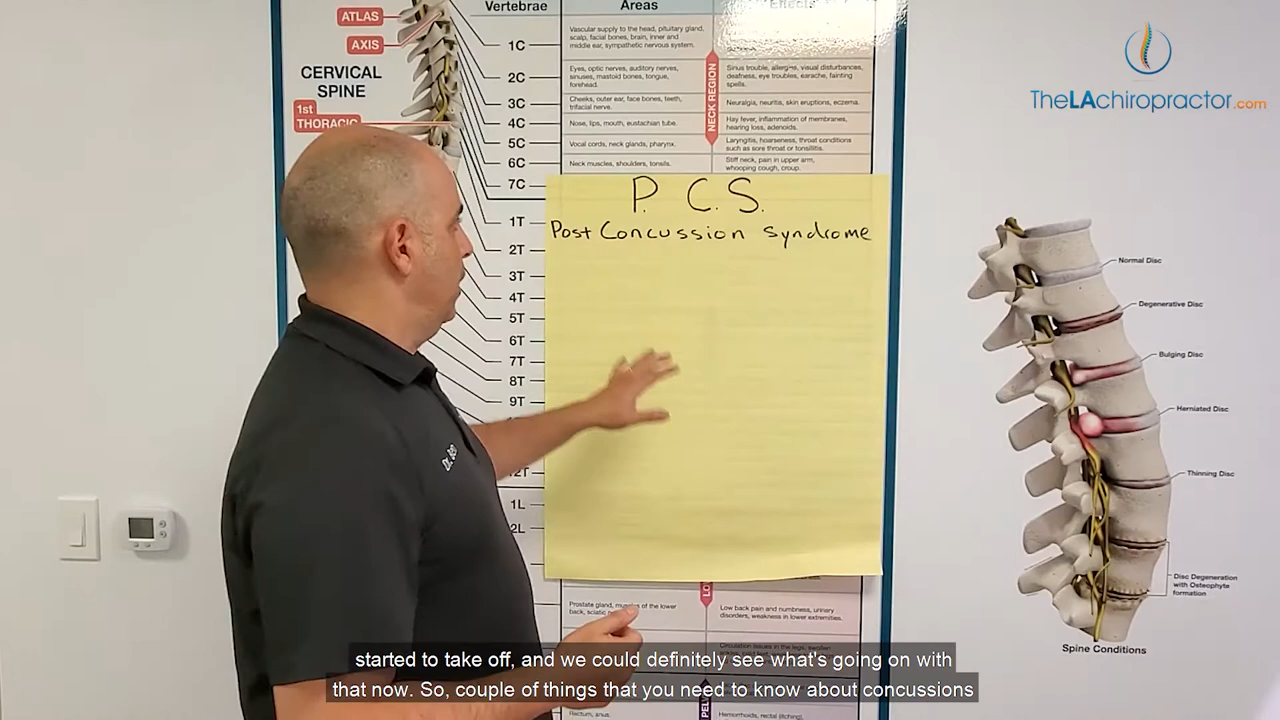 Vertebrae
Areas
Effects
ATLAS
AXIS
CERVICAL
SPINE
1st
THORACIC
1C
Vascular supply to the head, pituitary gland,
scalp, facial bones, brain, inner and
middle ear, sympathetic nervous system.
2C
Eyes, optic nerves, auditory nerves,
sinuses, mastoid bones, tongue,
forehead.
Sinus trouble, allergies, visual disturbances,
deafness, eye troubles, earache, fainting
spells.
3C
Cheeks, outer ear, face bones, teeth,
trifacial nerve.
Neuralgia, neuritis, skin eruptions, eczema.
4C
Nose, lips, mouth, eustachian tube.
Hay fever, inflammation of membranes,
hearing loss, adenoids.
5C
Vocal cords, neck glands, pharynx.
Laryngitis, hoarseness, throat conditions
such as sore throat or tonsillitis.
6C
Neck muscles, shoulders, tonsils.
Stiff neck, pain in upper arm,
whooping cough, croup.
NECK REGION
7C
1T
2T
3T
4T
5T
6T
7T
8T
9T
12T
1L
2L
P. C. S.
Post Concussion Syndrome
Prostate gland, muscles of the lower
back, sciatic
Low back pain and numbness, urinary
disorders, weakness in lower extremities.
Rectum, anus.
Hemorrhoids, rectal (itching).
TheLAchiropractor.com
Normal Disc
Degenerative Disc
Bulging Disc
Herniated Disc
Thinning Disc
Disc Degeneration
with Osteophyte
formation
Spine Conditions
started to take off, and we could definitely see what's going on with
that now. So, couple of things that you need to know about concussions